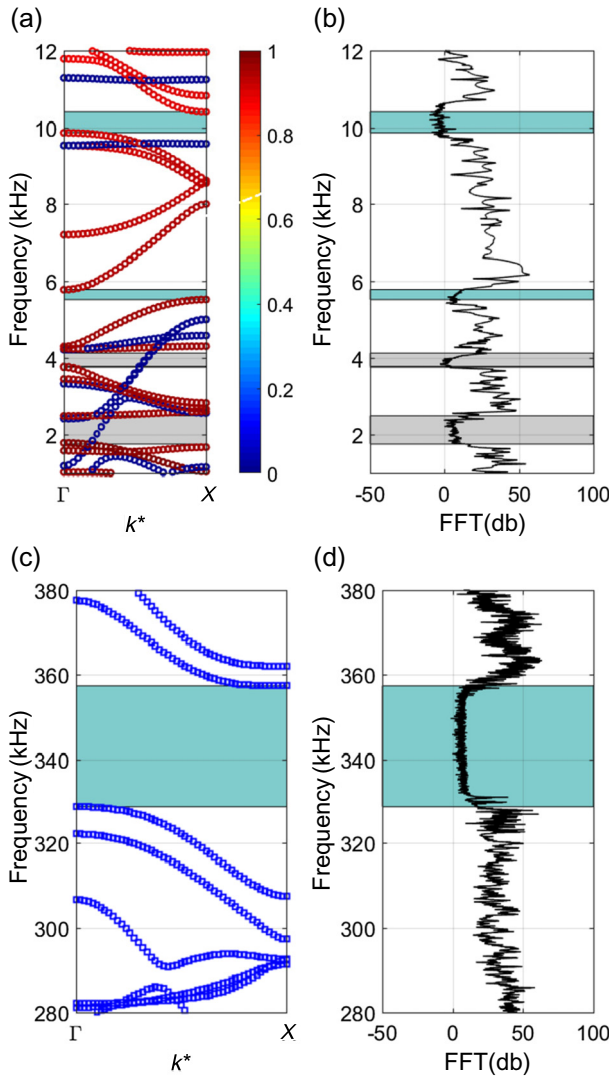 (a)
(b)
12
10
8
6
4
2
Frequency (kHz)
Γ
X
k*
1
0.8
0.6
0.4
0.2
0
12
10
8
6
4
2
Frequency (kHz)
-50
0
50
100
FFT(db)
(c)
(d)
380
360
340
320
300
280
Frequency (kHz)
Γ
X
k*
380
360
340
320
300
280
Frequency (kHz)
-50
0
50
100
FFT(db)